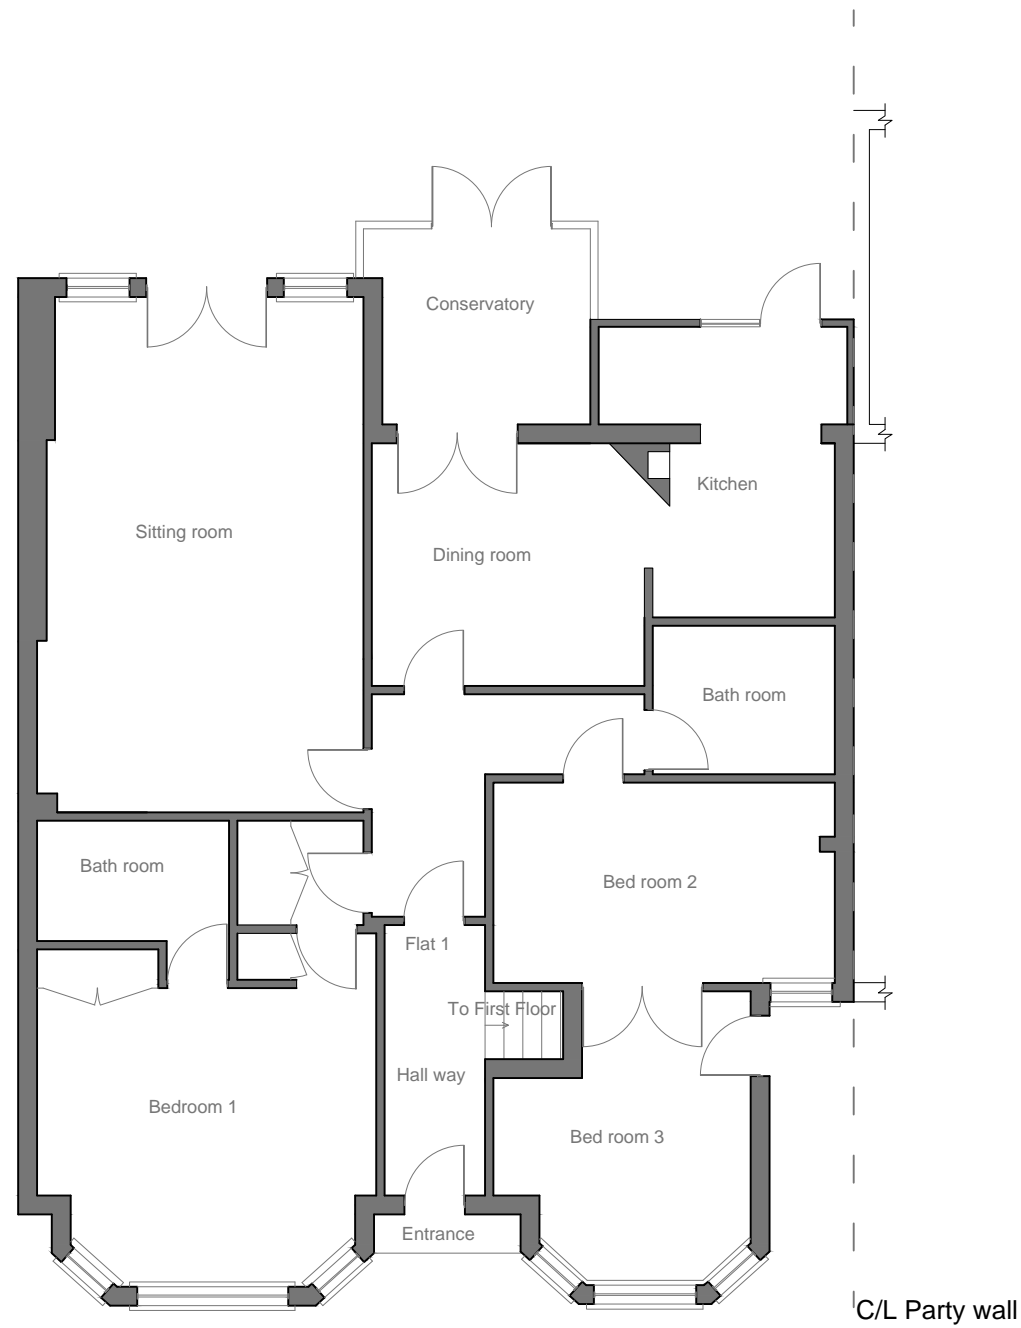 Conservatory
Kitchen
Sitting room
Dining room
Bath room
Bath room
Bed room 2
Flat 1
To First Floor
Hall way
Bedroom 1
Bed room 3
Entrance
C/L Party wall